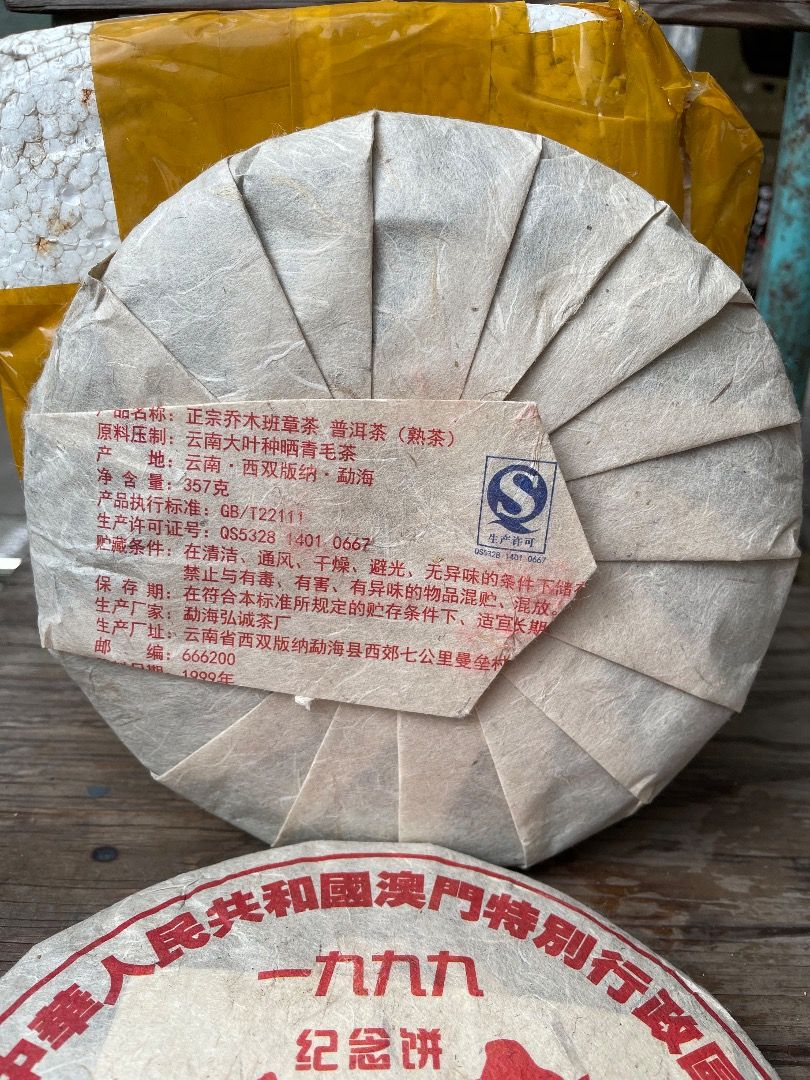 产品名称：正宗乔木班章茶 普洱茶（熟茶）
原料压制：云南大叶种晒青毛茶
产 地：云南·西双版纳·勐海
净 含 量：357克
产品执行标准：GB/T22111
生产许可证号：QS5328 1401 0667
贮藏条件：在清洁、通风、干燥、避光、无异味的条件下储存
禁止与有毒、有害、有异味的物品混贮、混放。
保 存 期：在符合本标准所规定的贮存条件下、适宜长期
生产厂家：勐海弘诚茶厂
生产厂址：云南省西双版纳勐海县西郊七公里曼垒村
邮 编：666200
日期：1999年
QS
生产许可
QS5328 1401 0667
中華人民共和國澳門特別行政區
一九九九
纪念饼